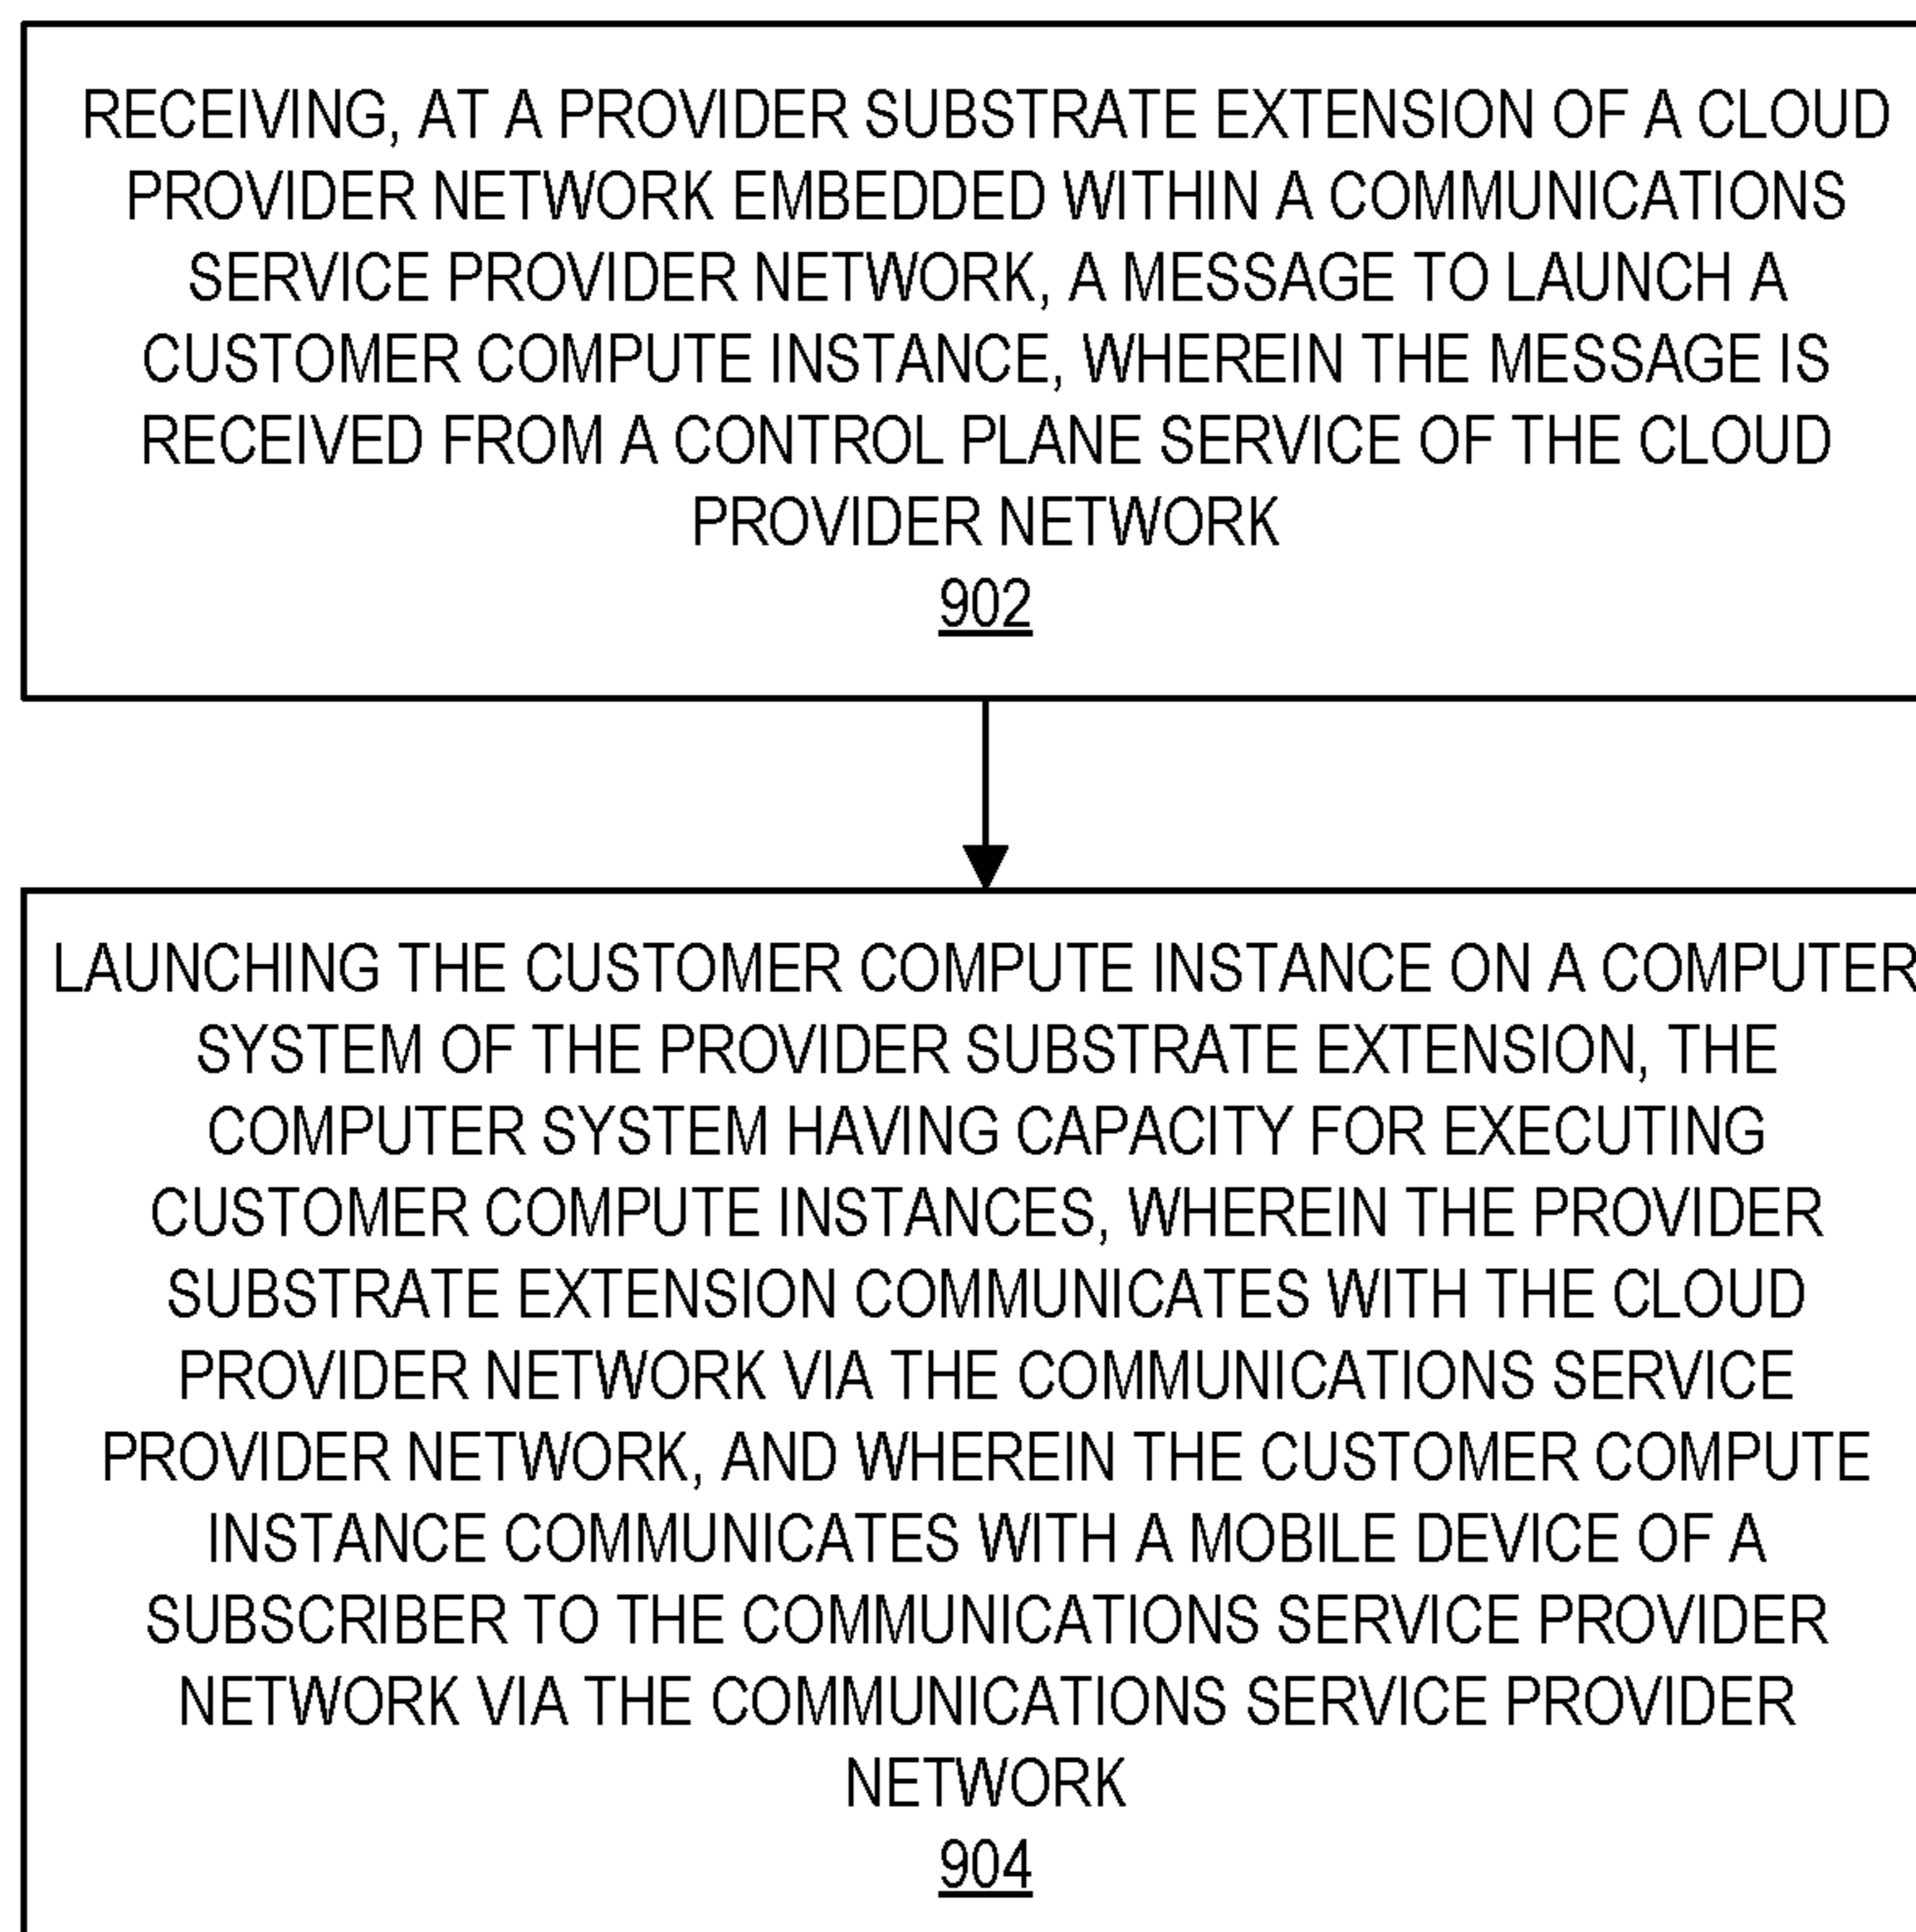 RECEIVING, AT A PROVIDER SUBSTRATE EXTENSION OF A CLOUD
PROVIDER NETWORK EMBEDDED WITHIN A COMMUNICATIONS
SERVICE PROVIDER NETWORK, A MESSAGE TO LAUNCH A
CUSTOMER COMPUTE INSTANCE, WHEREIN THE MESSAGE IS
RECEIVED FROM A CONTROL PLANE SERVICE OF THE CLOUD
PROVIDER NETWORK
902
LAUNCHING THE CUSTOMER COMPUTE INSTANCE ON A COMPUTER
SYSTEM OF THE PROVIDER SUBSTRATE EXTENSION, THE
COMPUTER SYSTEM HAVING CAPACITY FOR EXECUTING
CUSTOMER COMPUTE INSTANCES, WHEREIN THE PROVIDER
SUBSTRATE EXTENSION COMMUNICATES WITH THE CLOUD
PROVIDER NETWORK VIA THE COMMUNICATIONS SERVICE
PROVIDER NETWORK, AND WHEREIN THE CUSTOMER COMPUTE
INSTANCE COMMUNICATES WITH A MOBILE DEVICE OF A
SUBSCRIBER TO THE COMMUNICATIONS SERVICE PROVIDER
NETWORK VIA THE COMMUNICATIONS SERVICE PROVIDER
NETWORK
904